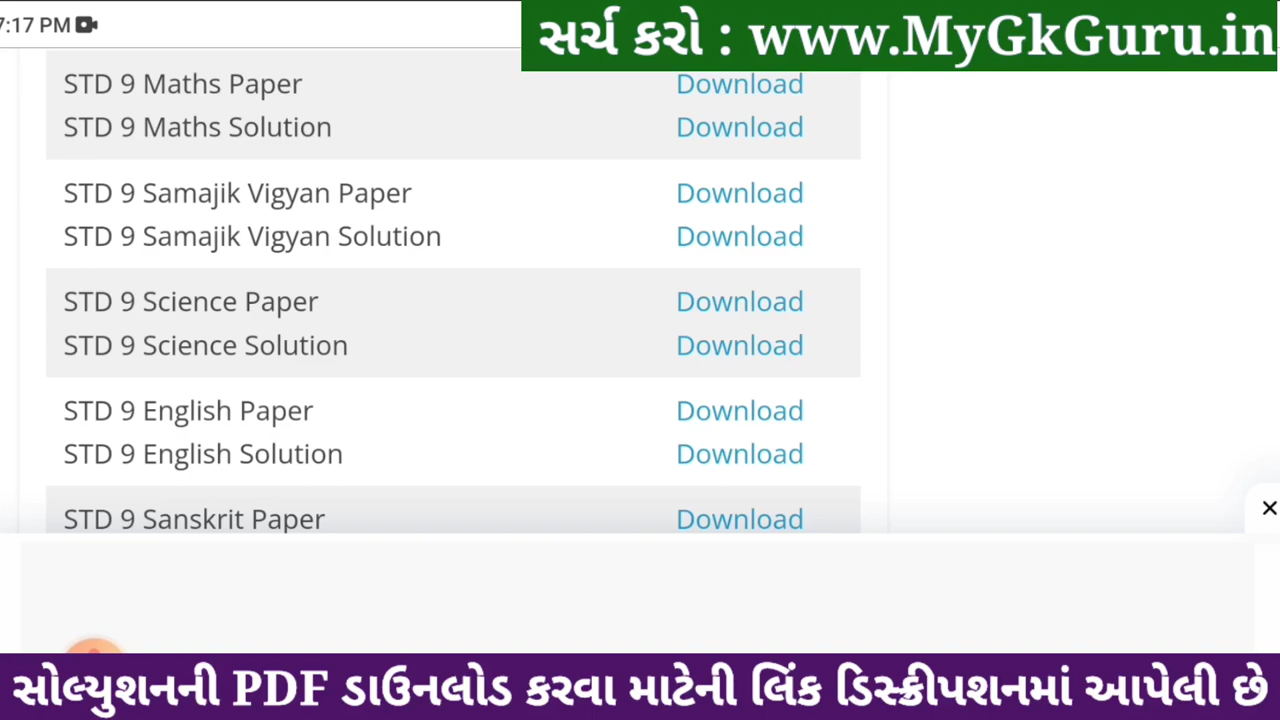 7:17 PM
સર્ચ કરો : www.MyGkGuru.in
STD 9 Maths Paper Download
STD 9 Maths Solution Download
STD 9 Samajik Vigyan Paper Download
STD 9 Samajik Vigyan Solution Download
STD 9 Science Paper Download
STD 9 Science Solution Download
STD 9 English Paper Download
STD 9 English Solution Download
STD 9 Sanskrit Paper Download
સોલ્યુશનની PDF ડાઉનલોડ કરવા માટેની લિંક ડિસ્ક્રીપશનમાં આપેલી છે